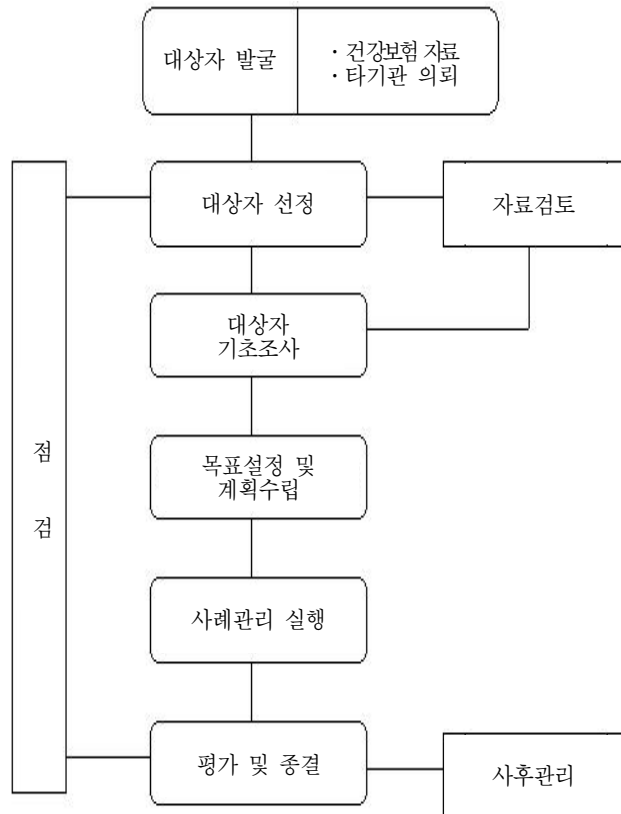 대상자 발굴
· 건강보험 자료
· 타기관 의뢰
대상자 선정
자료검토
대상자
기초조사
목표설정 및
계획수립
점
검
사례관리 실행
평가 및 종결
사후관리